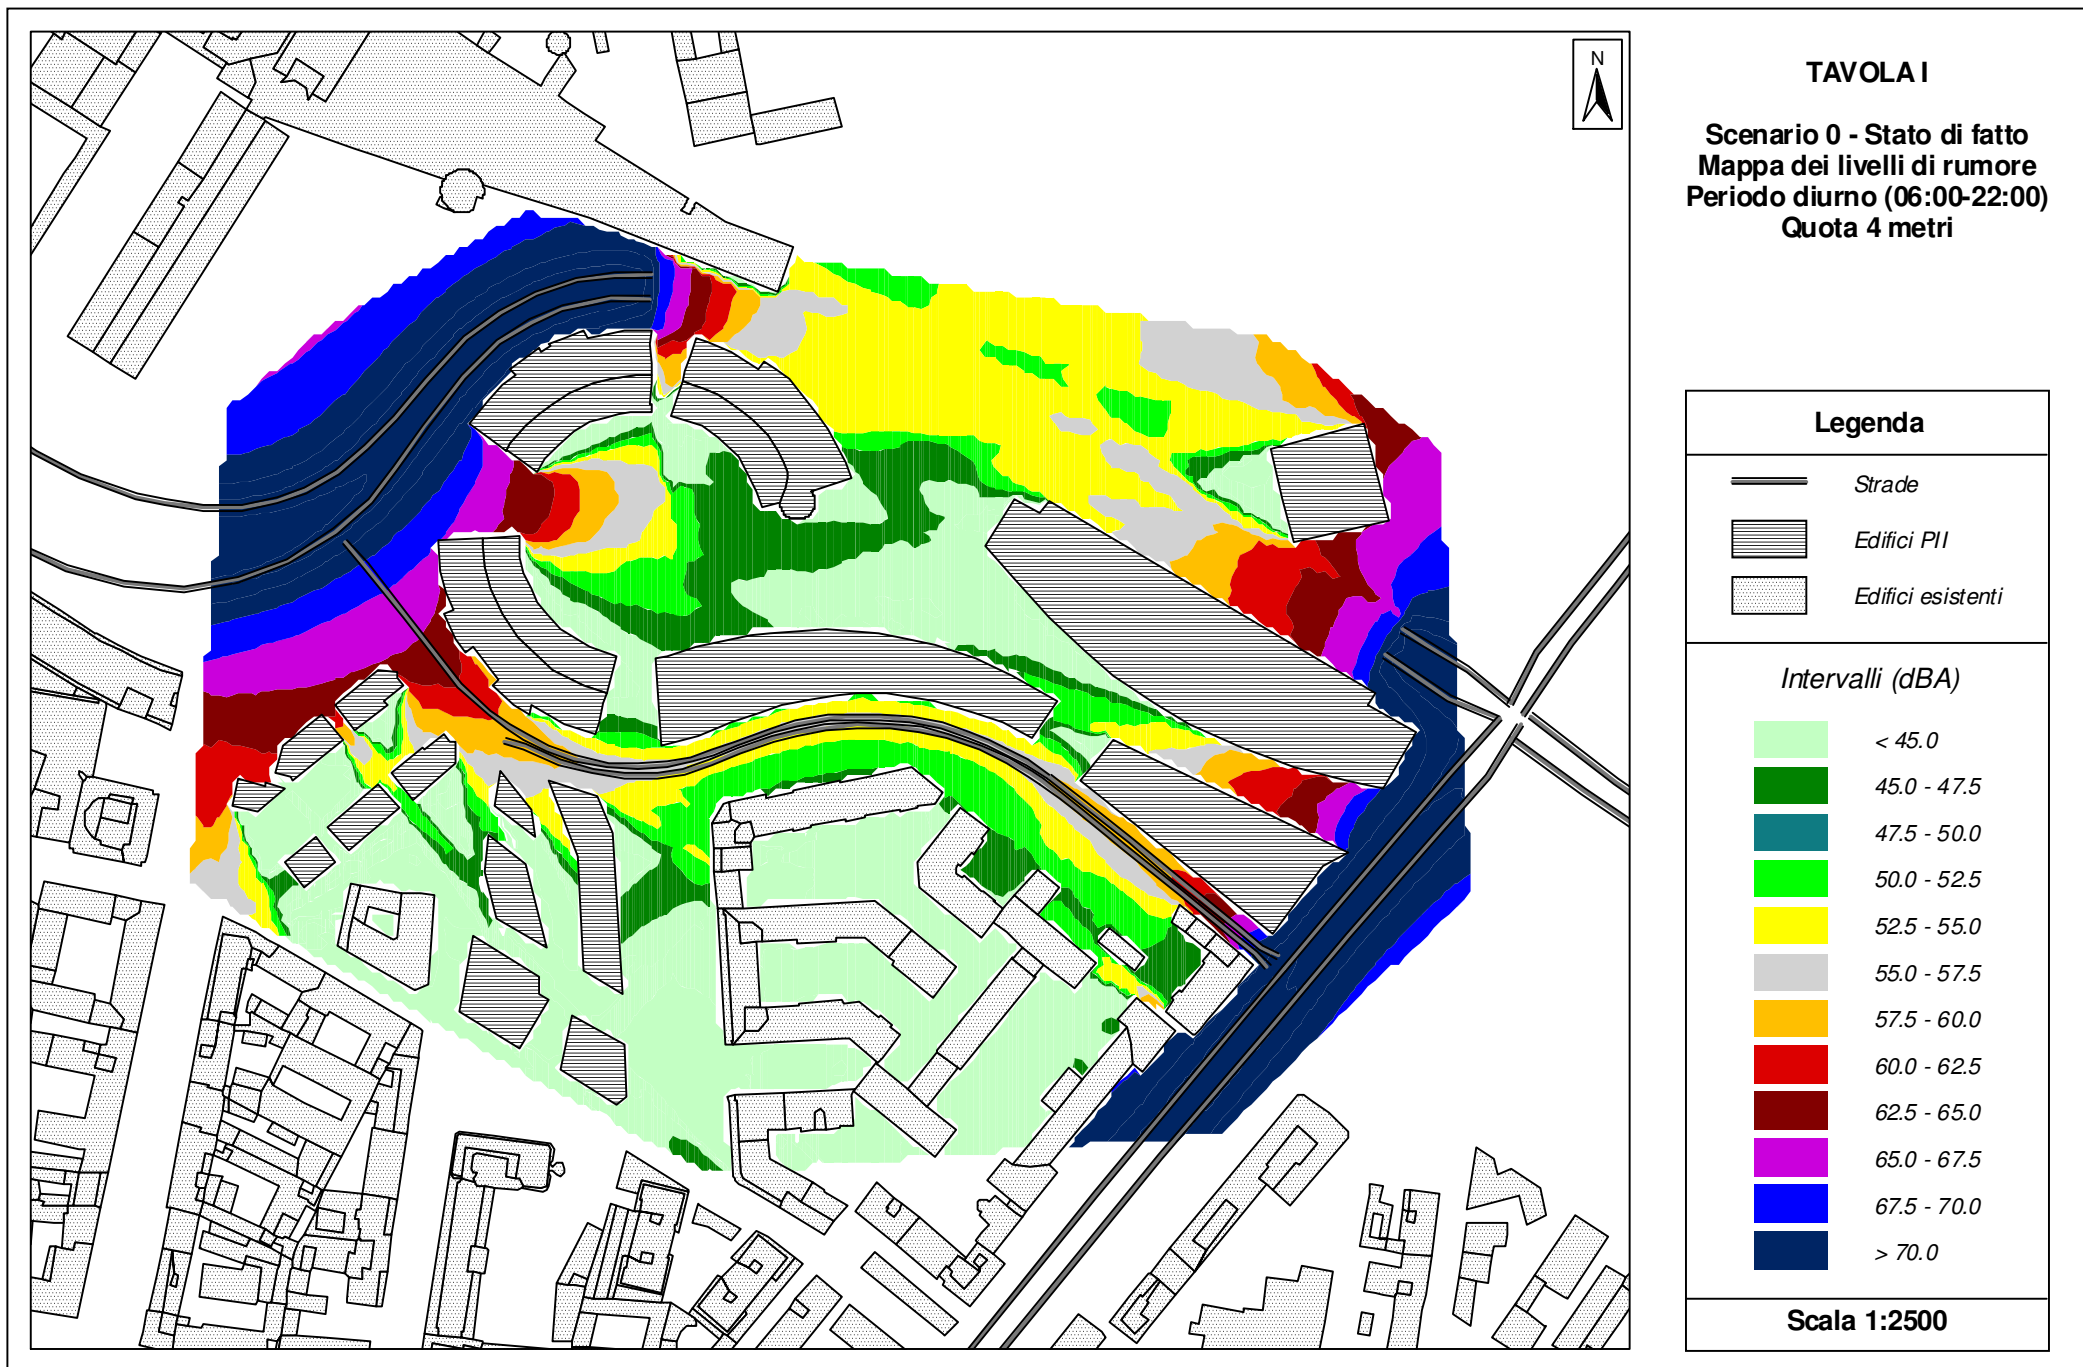 N
TAVOLA I
Scenario 0 - Stato di fatto
Mappa dei livelli di rumore
Periodo diurno (06:00-22:00)
Quota 4 metri
Legenda
Strade
Edifici PII
Edifici esistenti
Intervalli (dBA)
< 45.0
45.0 - 47.5
47.5 - 50.0
50.0 - 52.5
52.5 - 55.0
55.0 - 57.5
57.5 - 60.0
60.0 - 62.5
62.5 - 65.0
65.0 - 67.5
67.5 - 70.0
> 70.0
Scala 1:2500